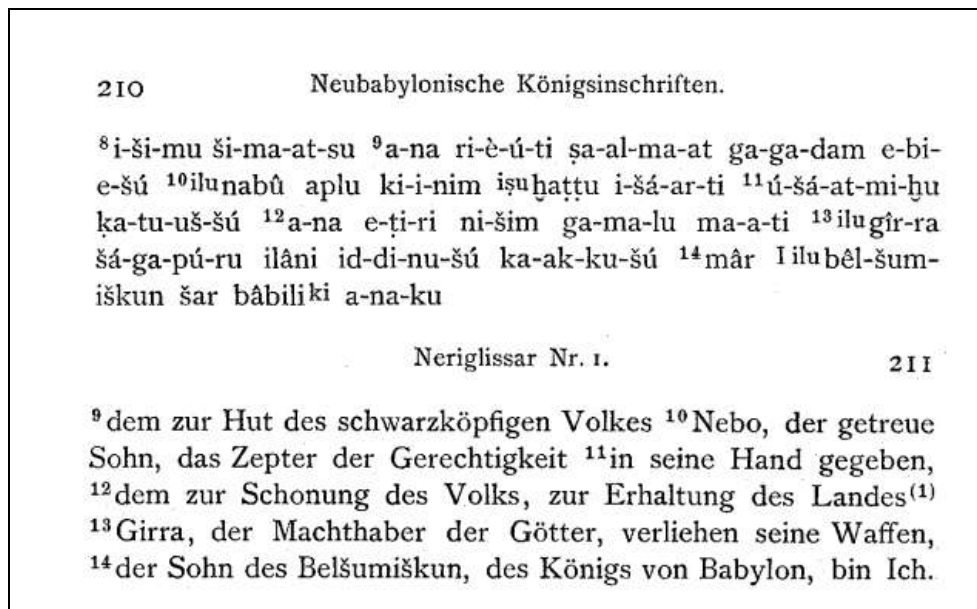 210 Neubabylonische Königsinschriften.
⁸i-ši-mu ši-ma-at-su ⁹a-na ri-è-ú-ti ṣa-al-ma-at ga-ga-dam e-bi-
e-šú ¹⁰ilunabû aplu ki-i-nim iṣuḫaṭṭu i-šá-ar-ti ¹¹ú-šá-at-mi-ḫu
ḳa-tu-uš-šú ¹²a-na e-ṭi-ri ni-šim ga-ma-lu ma-a-ti ¹³ilugîr-ra
šá-ga-pú-ru ilâni id-di-nu-šú ka-ak-ku-šú ¹⁴mâr I ilubêl-šum-
iškun šar bâbiliki a-na-ku
Neriglissar Nr. 1. 211
⁹dem zur Hut des schwarzköpfigen Volkes ¹⁰Nebo, der getreue
Sohn, das Zepter der Gerechtigkeit ¹¹in seine Hand gegeben,
¹²dem zur Schonung des Volks, zur Erhaltung des Landes⁽¹⁾
¹³Girra, der Machthaber der Götter, verliehen seine Waffen,
¹⁴der Sohn des Belšumiškun, des Königs von Babylon, bin Ich.